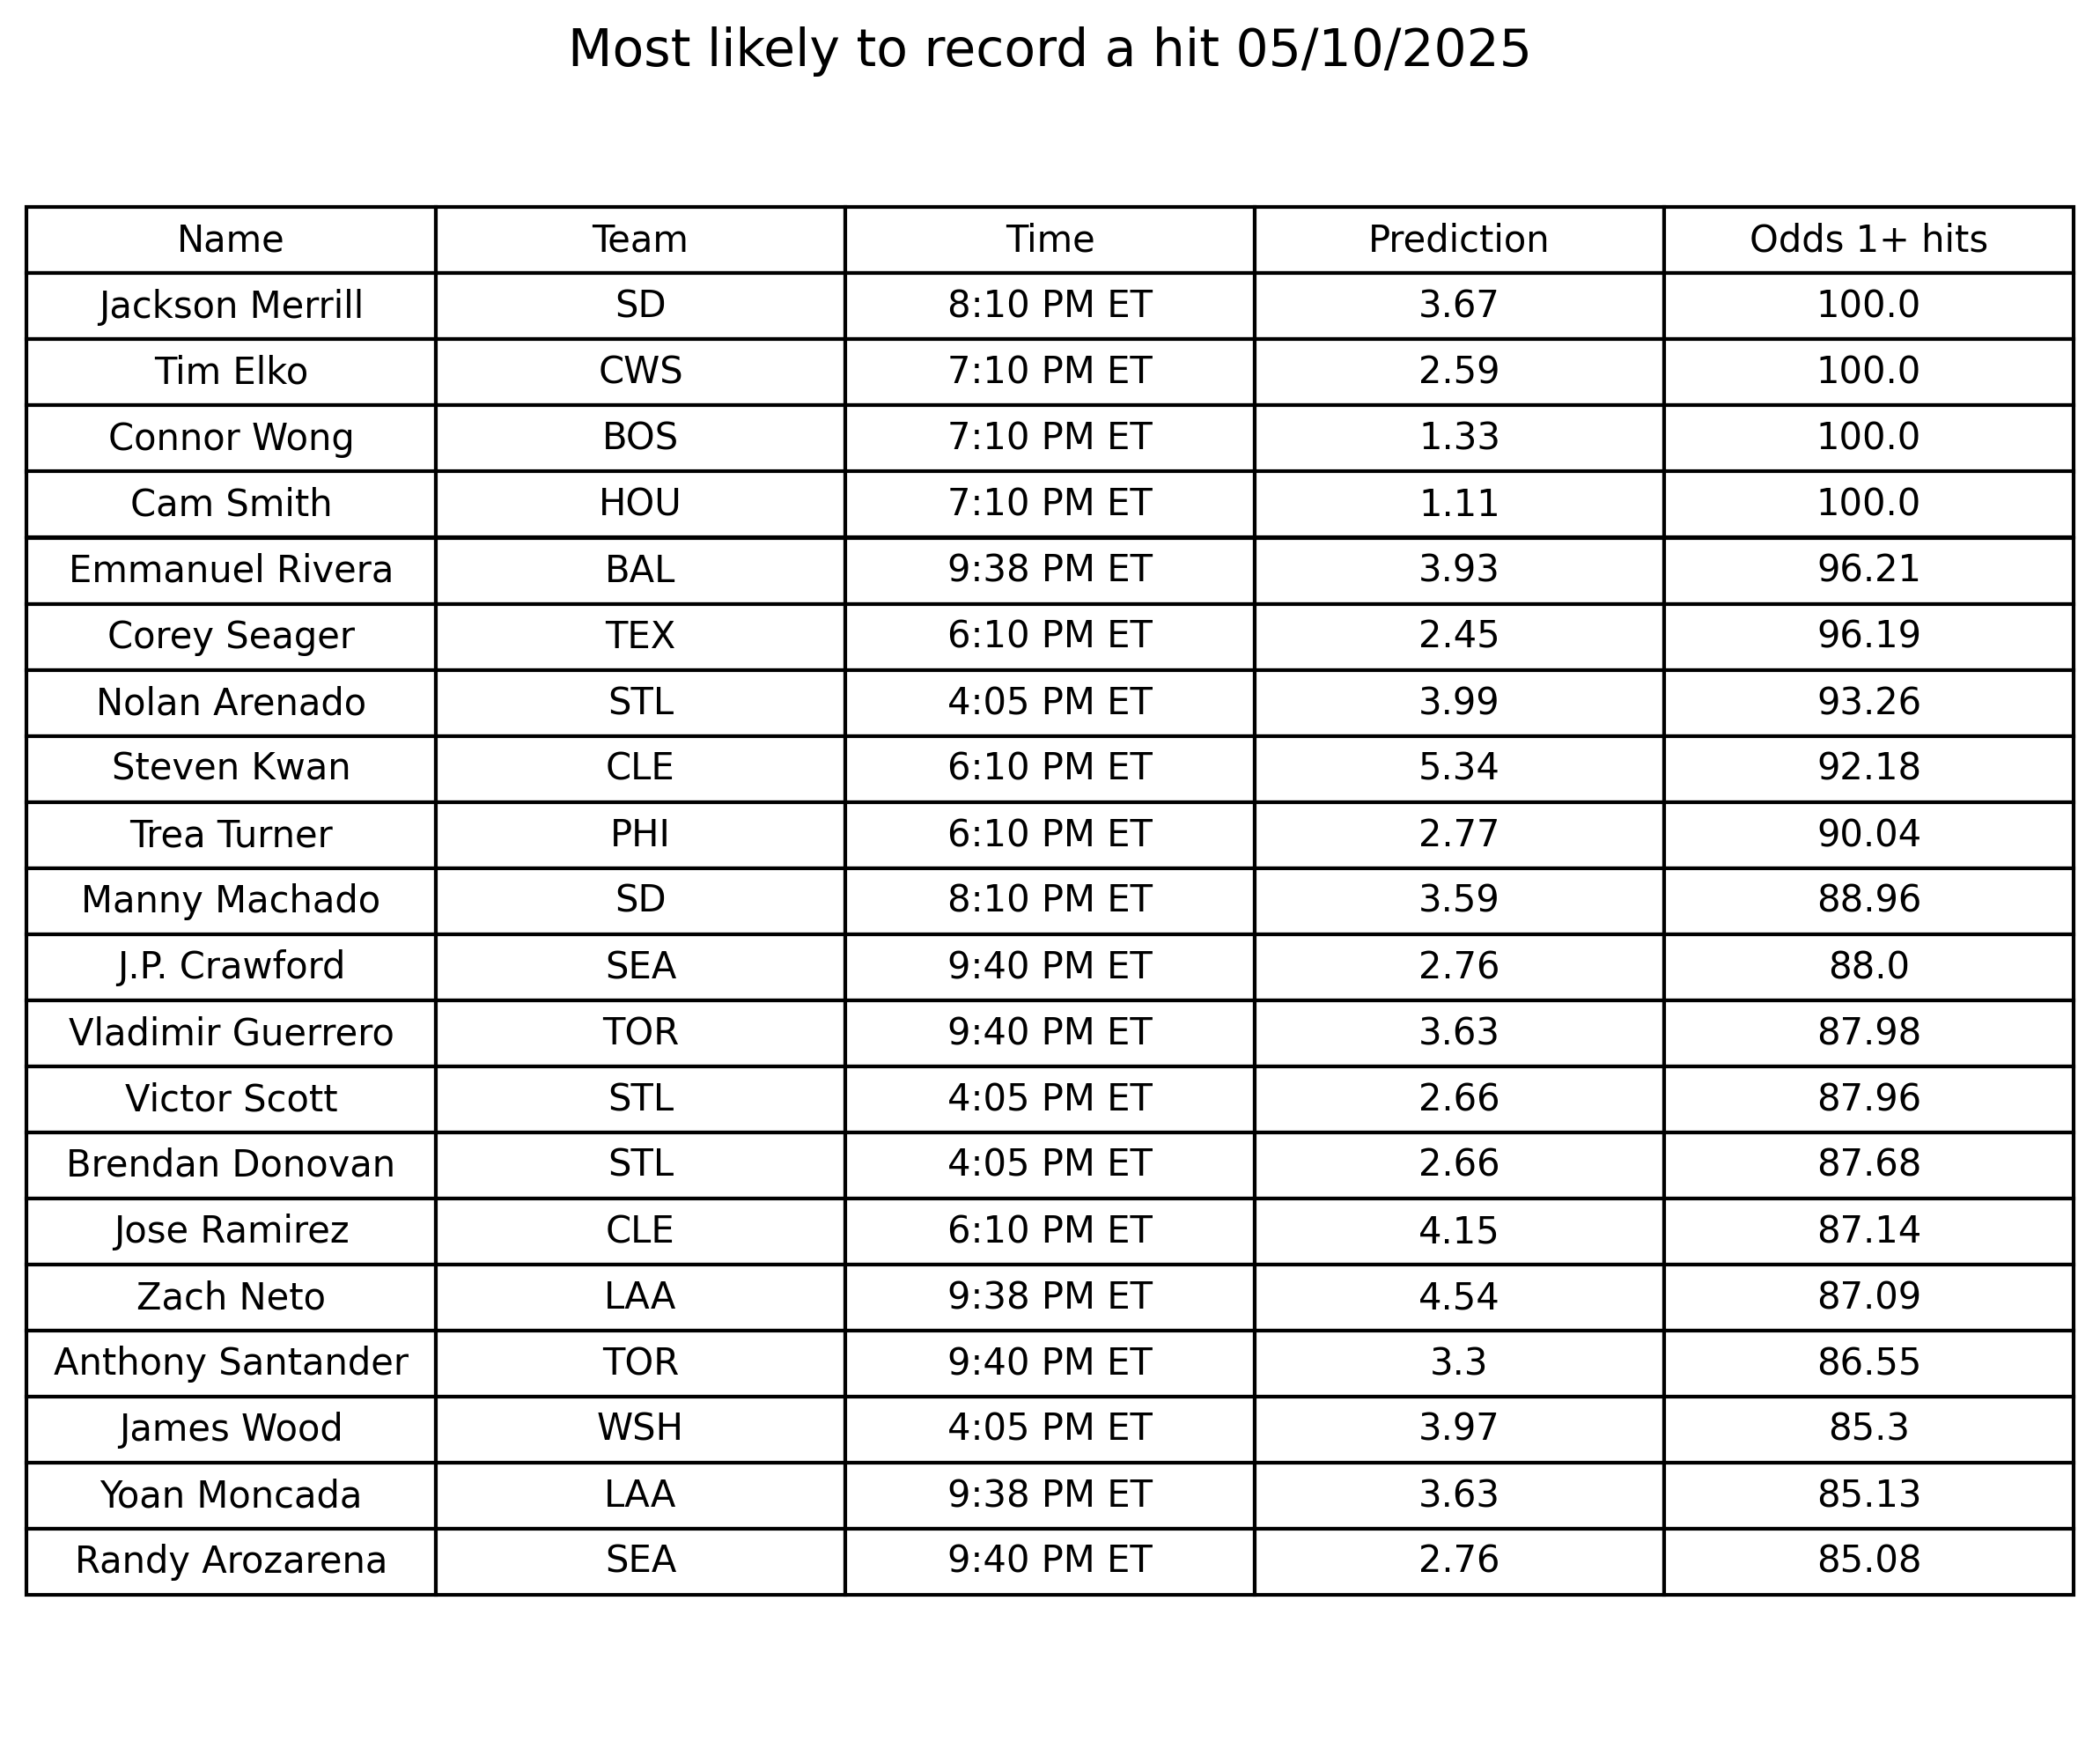 Most likely to record a hit 05/10/2025
Name Team Time Prediction Odds 1+ hits
Jackson Merrill SD 8:10 PM ET 3.67 100.0
Tim Elko CWS 7:10 PM ET 2.59 100.0
Connor Wong BOS 7:10 PM ET 1.33 100.0
Cam Smith HOU 7:10 PM ET 1.11 100.0
Emmanuel Rivera BAL 9:38 PM ET 3.93 96.21
Corey Seager TEX 6:10 PM ET 2.45 96.19
Nolan Arenado STL 4:05 PM ET 3.99 93.26
Steven Kwan CLE 6:10 PM ET 5.34 92.18
Trea Turner PHI 6:10 PM ET 2.77 90.04
Manny Machado SD 8:10 PM ET 3.59 88.96
J.P. Crawford SEA 9:40 PM ET 2.76 88.0
Vladimir Guerrero TOR 9:40 PM ET 3.63 87.98
Victor Scott STL 4:05 PM ET 2.66 87.96
Brendan Donovan STL 4:05 PM ET 2.66 87.68
Jose Ramirez CLE 6:10 PM ET 4.15 87.14
Zach Neto LAA 9:38 PM ET 4.54 87.09
Anthony Santander TOR 9:40 PM ET 3.3 86.55
James Wood WSH 4:05 PM ET 3.97 85.3
Yoan Moncada LAA 9:38 PM ET 3.63 85.13
Randy Arozarena SEA 9:40 PM ET 2.76 85.08